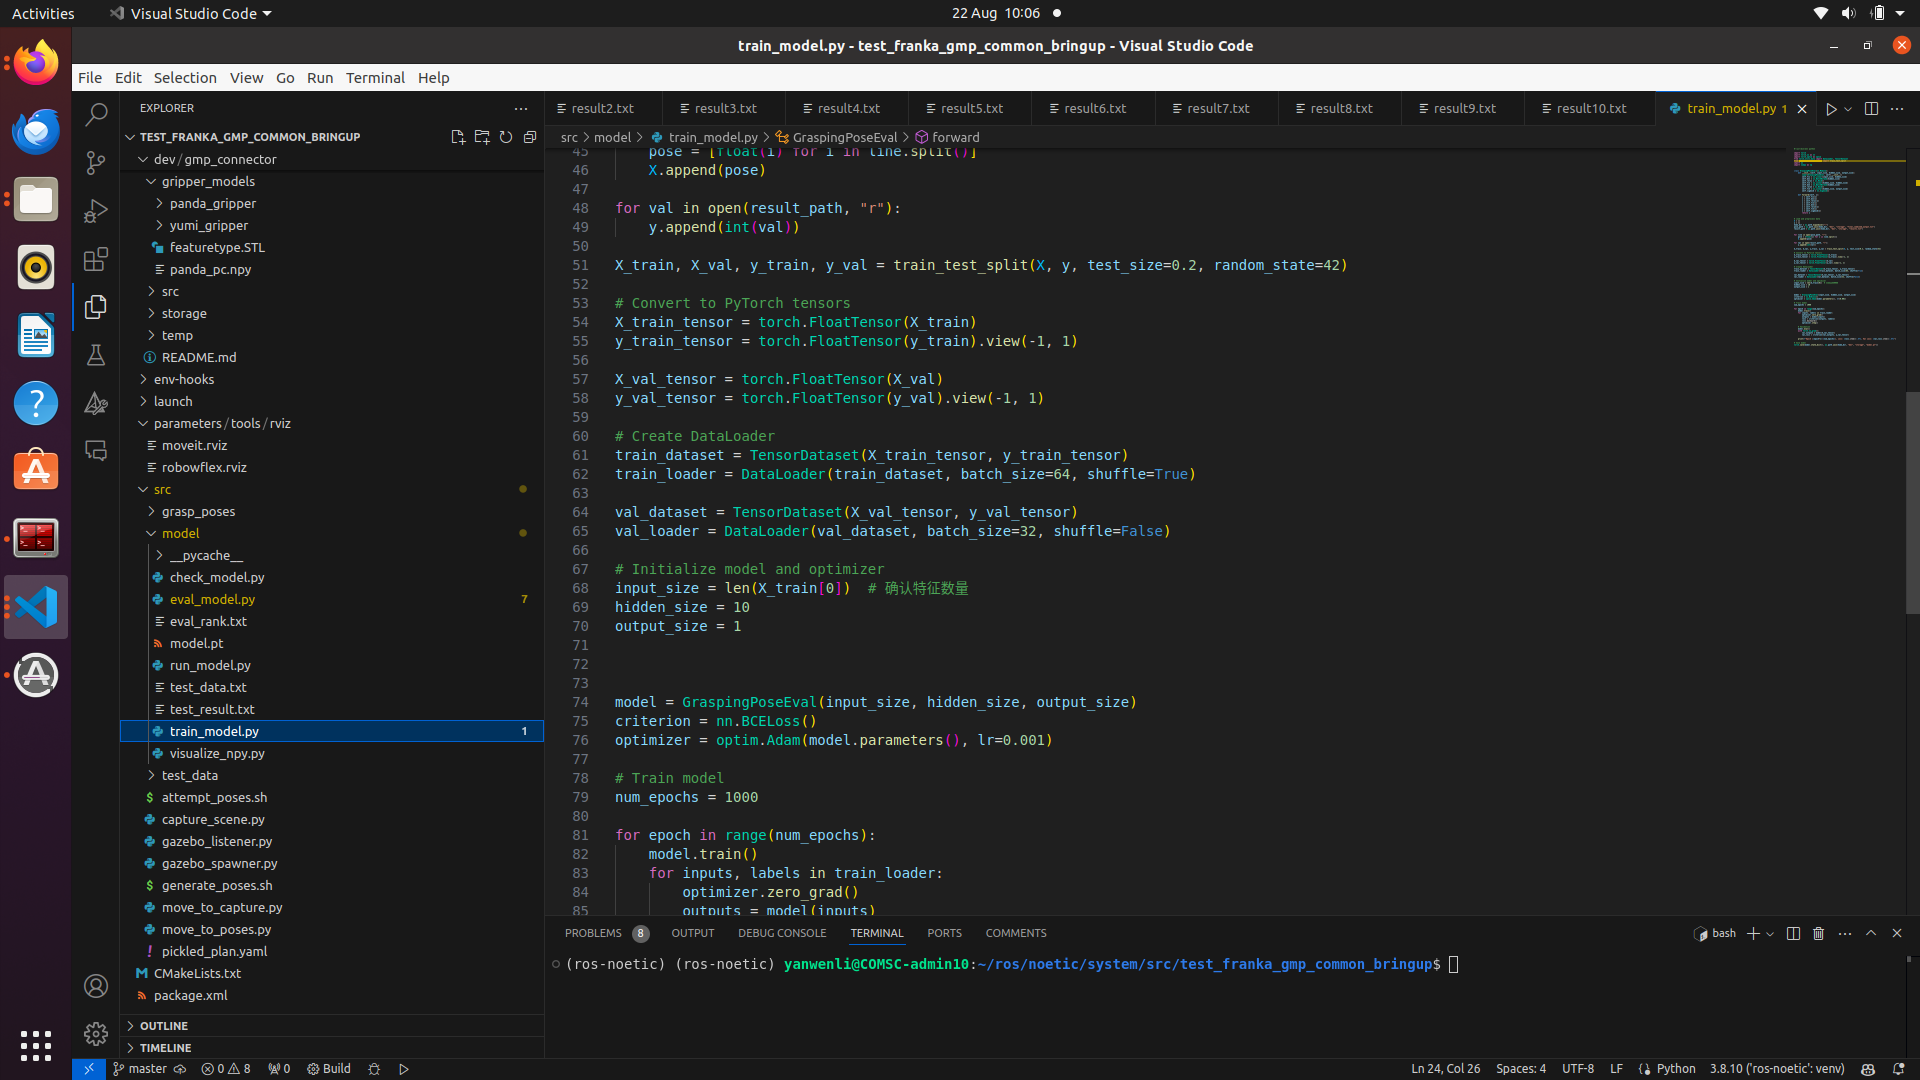 Activities
Visual Studio Code
22 Aug 10:06
train_model.py - test_franka_gmp_common_bringup - Visual Studio Code
File Edit Selection View Go Run Terminal Help
EXPLORER
TEST_FRANKA_GMP_COMMON_BRINGUP
dev / gmp_connector
gripper_models
panda_gripper
yumi_gripper
featuretype.STL
panda_pc.npy
src
storage
temp
README.md
env-hooks
launch
parameters / tools / rviz
moveit.rviz
robowflex.rviz
src
grasp_poses
model
__pycache__
check_model.py
eval_model.py 7
eval_rank.txt
model.pt
run_model.py
test_data.txt
test_result.txt
train_model.py 1
visualize_npy.py
test_data
attempt_poses.sh
capture_scene.py
gazebo_listener.py
gazebo_spawner.py
generate_poses.sh
move_to_capture.py
move_to_poses.py
pickled_plan.yaml
CMakeLists.txt
package.xml
OUTLINE
TIMELINE
result2.txt result3.txt result4.txt result5.txt result6.txt result7.txt result8.txt result9.txt result10.txt train_model.py 1
src > model > train_model.py > GraspingPoseEval > forward
45 pose = [float(i) for i in line.split()]
46 X.append(pose)
47
48 for val in open(result_path, "r"):
49 y.append(int(val))
50
51 X_train, X_val, y_train, y_val = train_test_split(X, y, test_size=0.2, random_state=42)
52
53 # Convert to PyTorch tensors
54 X_train_tensor = torch.FloatTensor(X_train)
55 y_train_tensor = torch.FloatTensor(y_train).view(-1, 1)
56
57 X_val_tensor = torch.FloatTensor(X_val)
58 y_val_tensor = torch.FloatTensor(y_val).view(-1, 1)
59
60 # Create DataLoader
61 train_dataset = TensorDataset(X_train_tensor, y_train_tensor)
62 train_loader = DataLoader(train_dataset, batch_size=64, shuffle=True)
63
64 val_dataset = TensorDataset(X_val_tensor, y_val_tensor)
65 val_loader = DataLoader(val_dataset, batch_size=32, shuffle=False)
66
67 # Initialize model and optimizer
68 input_size = len(X_train[0]) # 确认特征数量
69 hidden_size = 10
70 output_size = 1
71
72
73
74 model = GraspingPoseEval(input_size, hidden_size, output_size)
75 criterion = nn.BCELoss()
76 optimizer = optim.Adam(model.parameters(), lr=0.001)
77
78 # Train model
79 num_epochs = 1000
80
81 for epoch in range(num_epochs):
82 model.train()
83 for inputs, labels in train_loader:
84 optimizer.zero_grad()
85 outputs = model(inputs)
PROBLEMS 8 OUTPUT DEBUG CONSOLE TERMINAL PORTS COMMENTS
bash
(ros-noetic) (ros-noetic) yanwenli@COMSC-admin10:~/ros/noetic/system/src/test_franka_gmp_common_bringup$
master 0 8 0 Build
Ln 24, Col 26 Spaces: 4 UTF-8 LF Python 3.8.10 ('ros-noetic': venv)